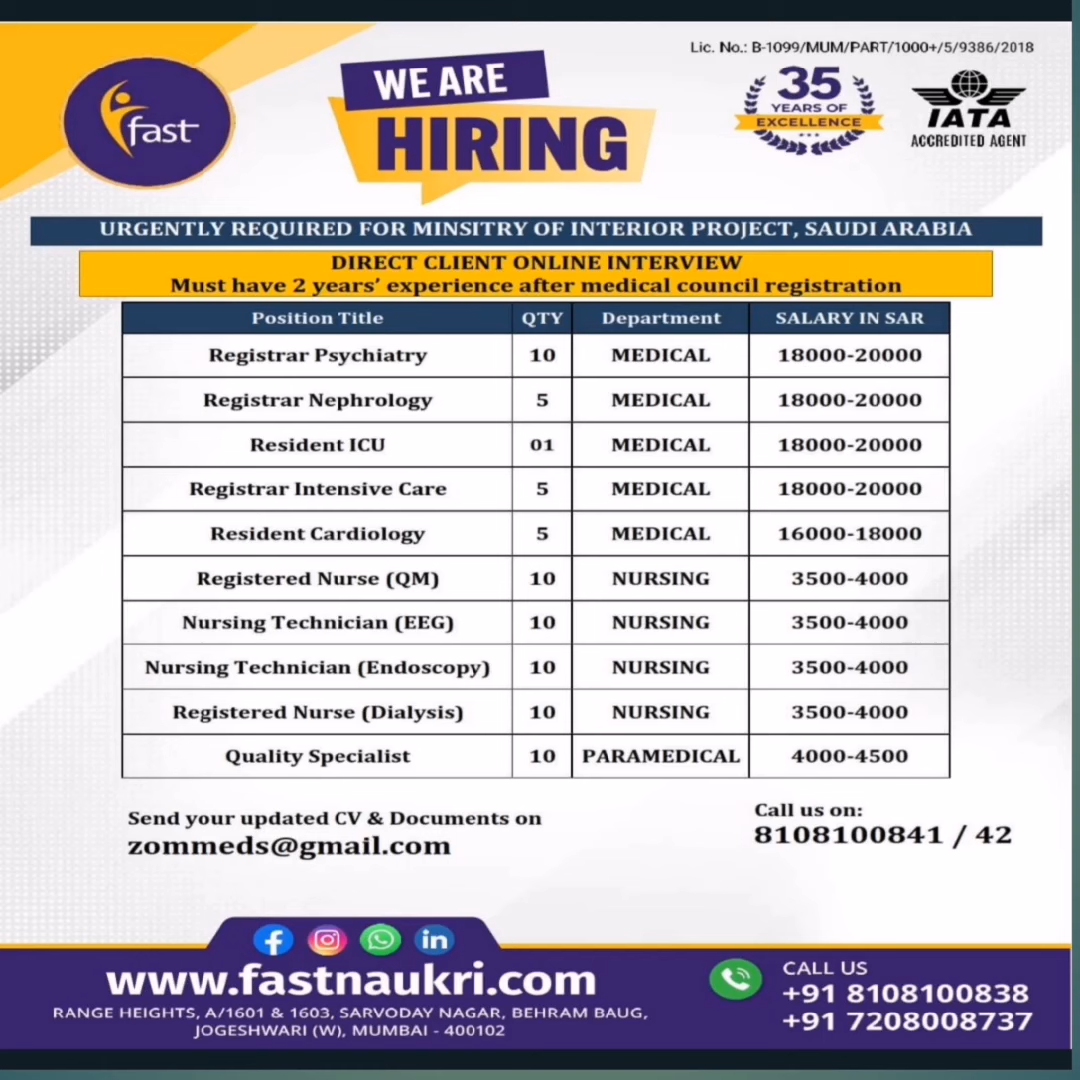 Lic. No.: B-1099/MUM/PART/1000+/5/9386/2018
fast
WE ARE
HIRING
35
YEARS OF
EXCELLENCE
IATA
ACCREDITED AGENT
URGENTLY REQUIRED FOR MINSITRY OF INTERIOR PROJECT, SAUDI ARABIA
DIRECT CLIENT ONLINE INTERVIEW
Must have 2 years' experience after medical council registration
Position Title QTY Department SALARY IN SAR
Registrar Psychiatry 10 MEDICAL 18000-20000
Registrar Nephrology 5 MEDICAL 18000-20000
Resident ICU 01 MEDICAL 18000-20000
Registrar Intensive Care 5 MEDICAL 18000-20000
Resident Cardiology 5 MEDICAL 16000-18000
Registered Nurse (QM) 10 NURSING 3500-4000
Nursing Technician (EEG) 10 NURSING 3500-4000
Nursing Technician (Endoscopy) 10 NURSING 3500-4000
Registered Nurse (Dialysis) 10 NURSING 3500-4000
Quality Specialist 10 PARAMEDICAL 4000-4500
Send your updated CV & Documents on
zommeds@gmail.com
Call us on:
8108100841 / 42
www.fastnaukri.com
RANGE HEIGHTS, A/1601 & 1603, SARVODAY NAGAR, BEHRAM BAUG,
JOGESHWARI (W), MUMBAI - 400102
CALL US
+91 8108100838
+91 7208008737